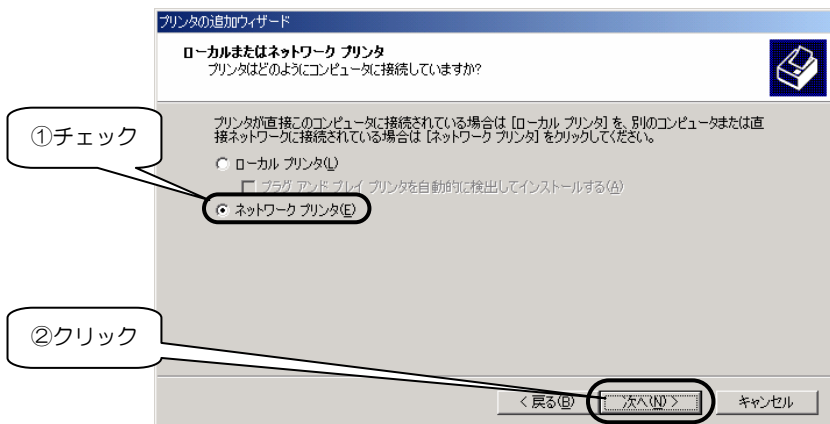 プリンタの追加ウィザード
ローカルまたはネットワーク プリンタ
プリンタはどのようにコンピュータに接続していますか?
プリンタが直接このコンピュータに接続されている場合は [ローカル プリンタ] を、別のコンピュータまたは直
接ネットワークに接続されている場合は [ネットワーク プリンタ] をクリックしてください。
①チェック
ローカル プリンタ(L)
プラグ アンド プレイ プリンタを自動的に検出してインストールする(A)
ネットワーク プリンタ(E)
②クリック
< 戻る(B)
次へ(N) >
キャンセル